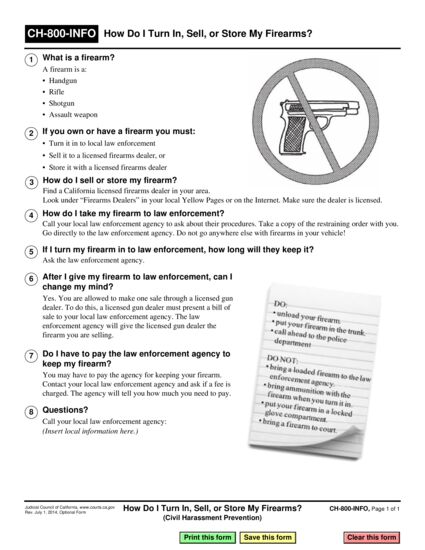 CH-800-INFO How Do I Turn In, Sell, or Store My Firearms?
1 What is a firearm?
A firearm is a:
• Handgun
• Rifle
• Shotgun
• Assault weapon
2 If you own or have a firearm you must:
• Turn it in to local law enforcement
• Sell it to a licensed firearms dealer, or
• Store it with a licensed firearms dealer
3 How do I sell or store my firearm?
Find a California licensed firearms dealer in your area.
Look under “Firearms Dealers” in your local Yellow Pages or on the Internet. Make sure the dealer is licensed.
4 How do I take my firearm to law enforcement?
Call your local law enforcement agency to ask about their procedures. Take a copy of the restraining order with you.
Go directly to the law enforcement agency. Do not go anywhere else with firearms in your vehicle!
5 If I turn my firearm in to law enforcement, how long will they keep it?
Ask the law enforcement agency.
6 After I give my firearm to law enforcement, can I
change my mind?
Yes. You are allowed to make one sale through a licensed gun
dealer. To do this, a licensed gun dealer must present a bill of
sale to your local law enforcement agency. The law
enforcement agency will give the licensed gun dealer the
firearm you are selling.
7 Do I have to pay the law enforcement agency to
keep my firearm?
You may have to pay the agency for keeping your firearm.
Contact your local law enforcement agency and ask if a fee is
charged. The agency will tell you how much you need to pay.
8 Questions?
Call your local law enforcement agency:
(Insert local information here.)
DO:
• unload your firearm.
• put your firearm in the trunk.
• call ahead to the police
department
DO NOT:
• bring a loaded firearm to the law
enforcement agency.
• bring ammunition with the
firearm when you turn it in.
• put your firearm in a locked
glove compartment.
• bring a firearm to court.
Judicial Council of California, www.courts.ca.gov
Rev. July 1, 2014, Optional Form
How Do I Turn In, Sell, or Store My Firearms?
(Civil Harassment Prevention)
CH-800-INFO, Page 1 of 1
Print this form Save this form Clear this form